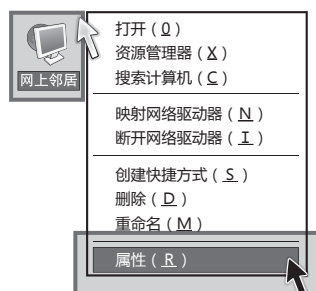 网上邻居
打开 ( 0 )
资源管理器 ( X )
搜索计算机 ( C )
映射网络驱动器 ( N )
断开网络驱动器 ( I )
创建快捷方式 ( S )
删除 ( D )
重命名 ( M )
属性 ( R )